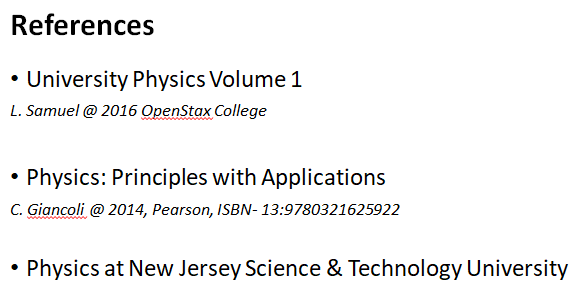 References
• University Physics Volume 1
L. Samuel @ 2016 OpenStax College
• Physics: Principles with Applications
C. Giancoli @ 2014, Pearson, ISBN- 13:9780321625922
• Physics at New Jersey Science & Technology University